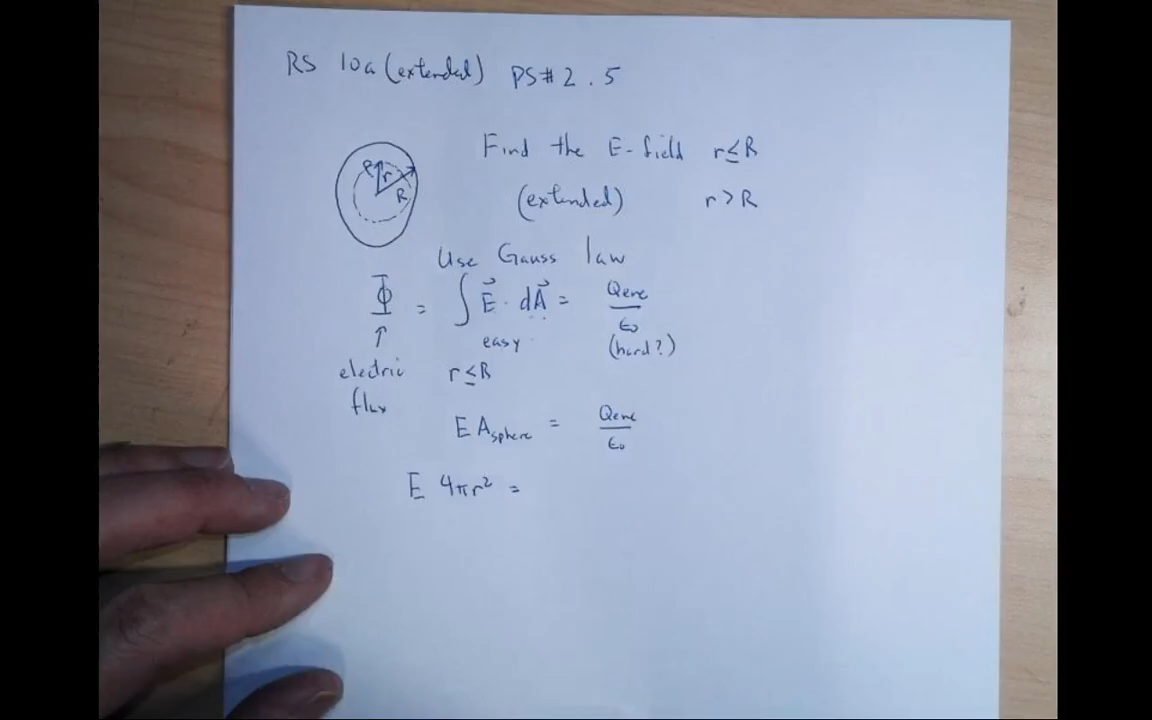 RS 10a (extended) PS# 2.5
Find the E-field r≤R
(extended) r>R
ρ r R
Use Gauss law
Φ = ∫ E⃗ · dA⃗ = Qenc/ε₀
↑ easy (hard?)
electric flux
r≤R
E A_sphere = Qenc/ε₀
E 4πr² =